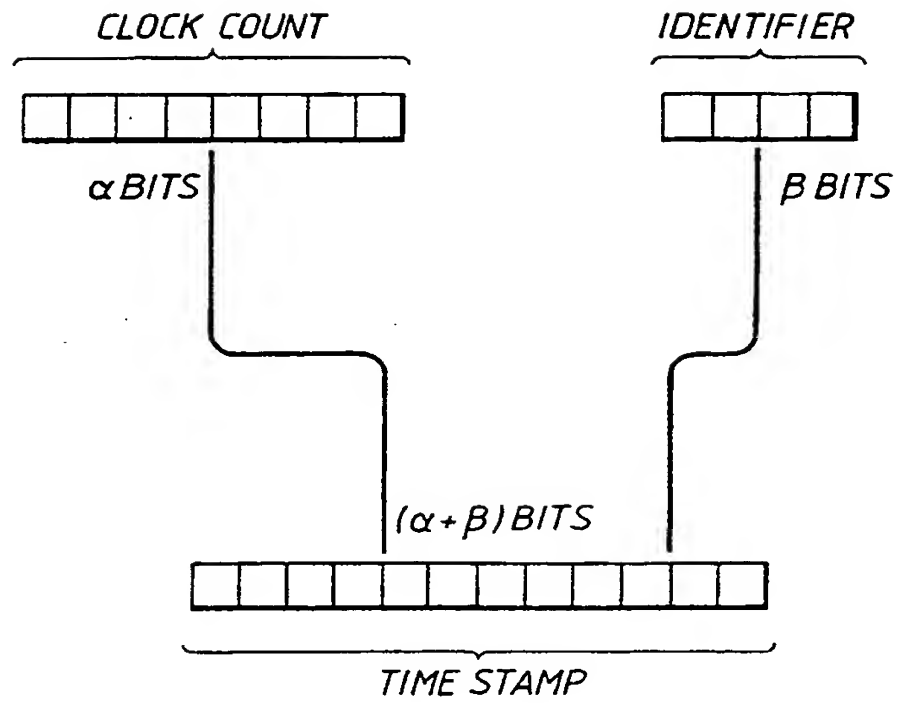 CLOCK COUNT
IDENTIFIER
α BITS
β BITS
(α + β) BITS
TIME STAMP